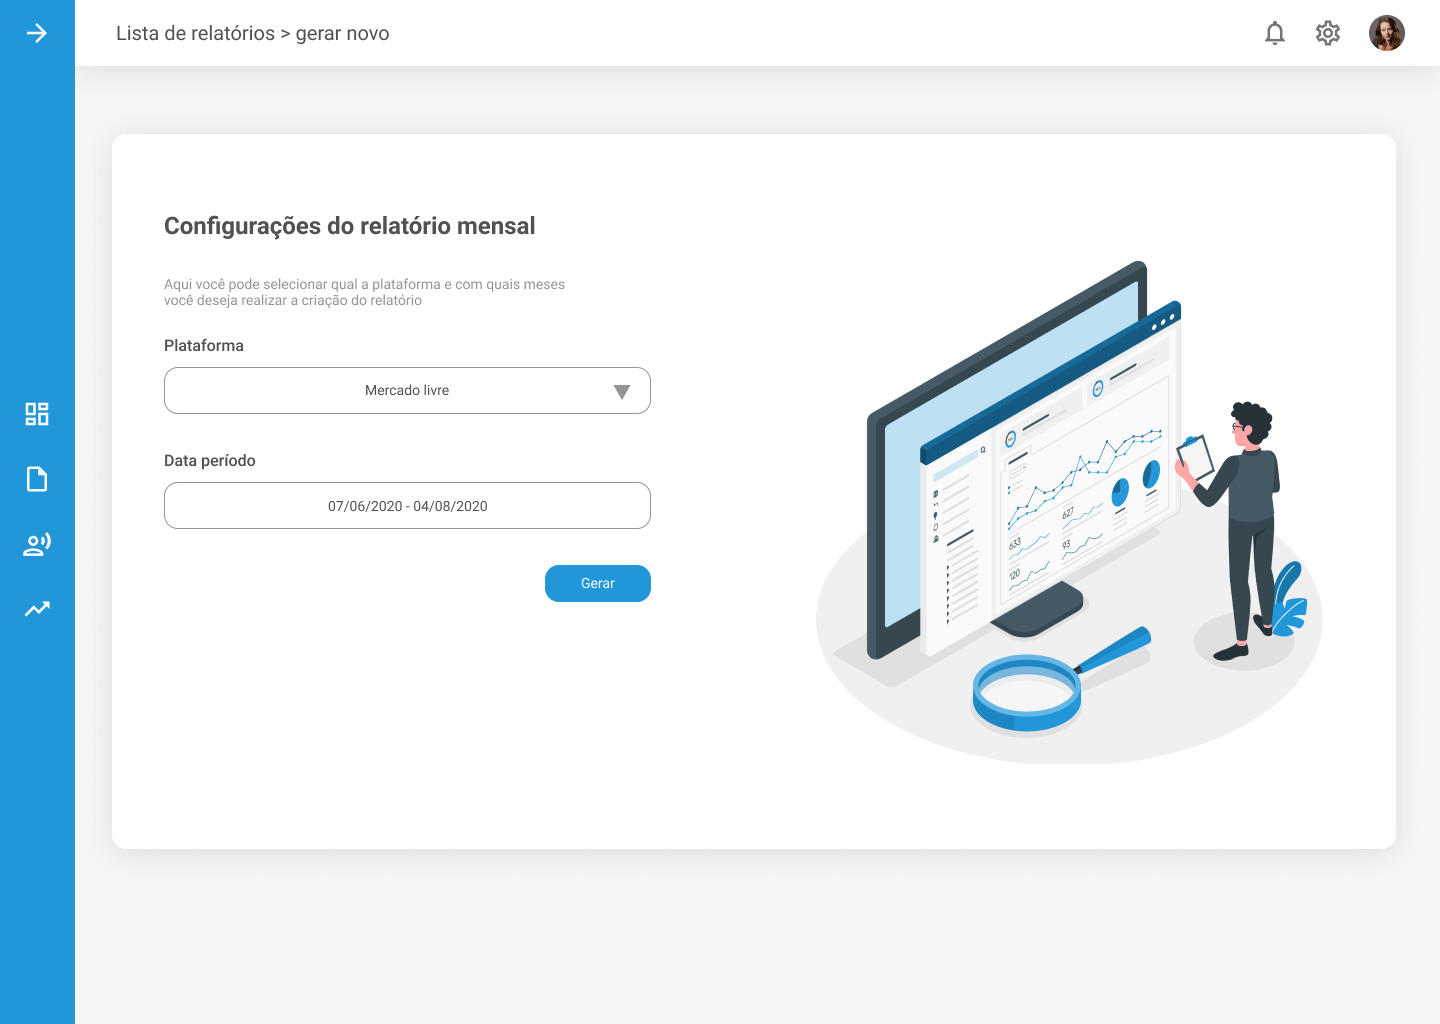 Lista de relatórios > gerar novo
Configurações do relatório mensal
Aqui você pode selecionar qual a plataforma e com quais meses
você deseja realizar a criação do relatório
Plataforma
Mercado livre
Data período
07/06/2020 - 04/08/2020
Gerar
627
633
93
120